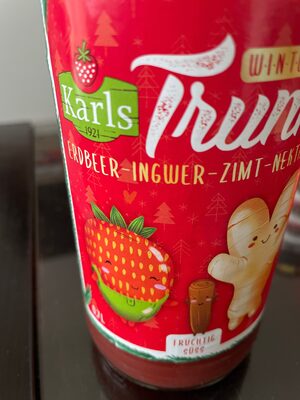 WINT
Karls
1921
Trun
ERDBEER-INGWER-ZIMT-NEKT
FRUCHTIG
SÜSS